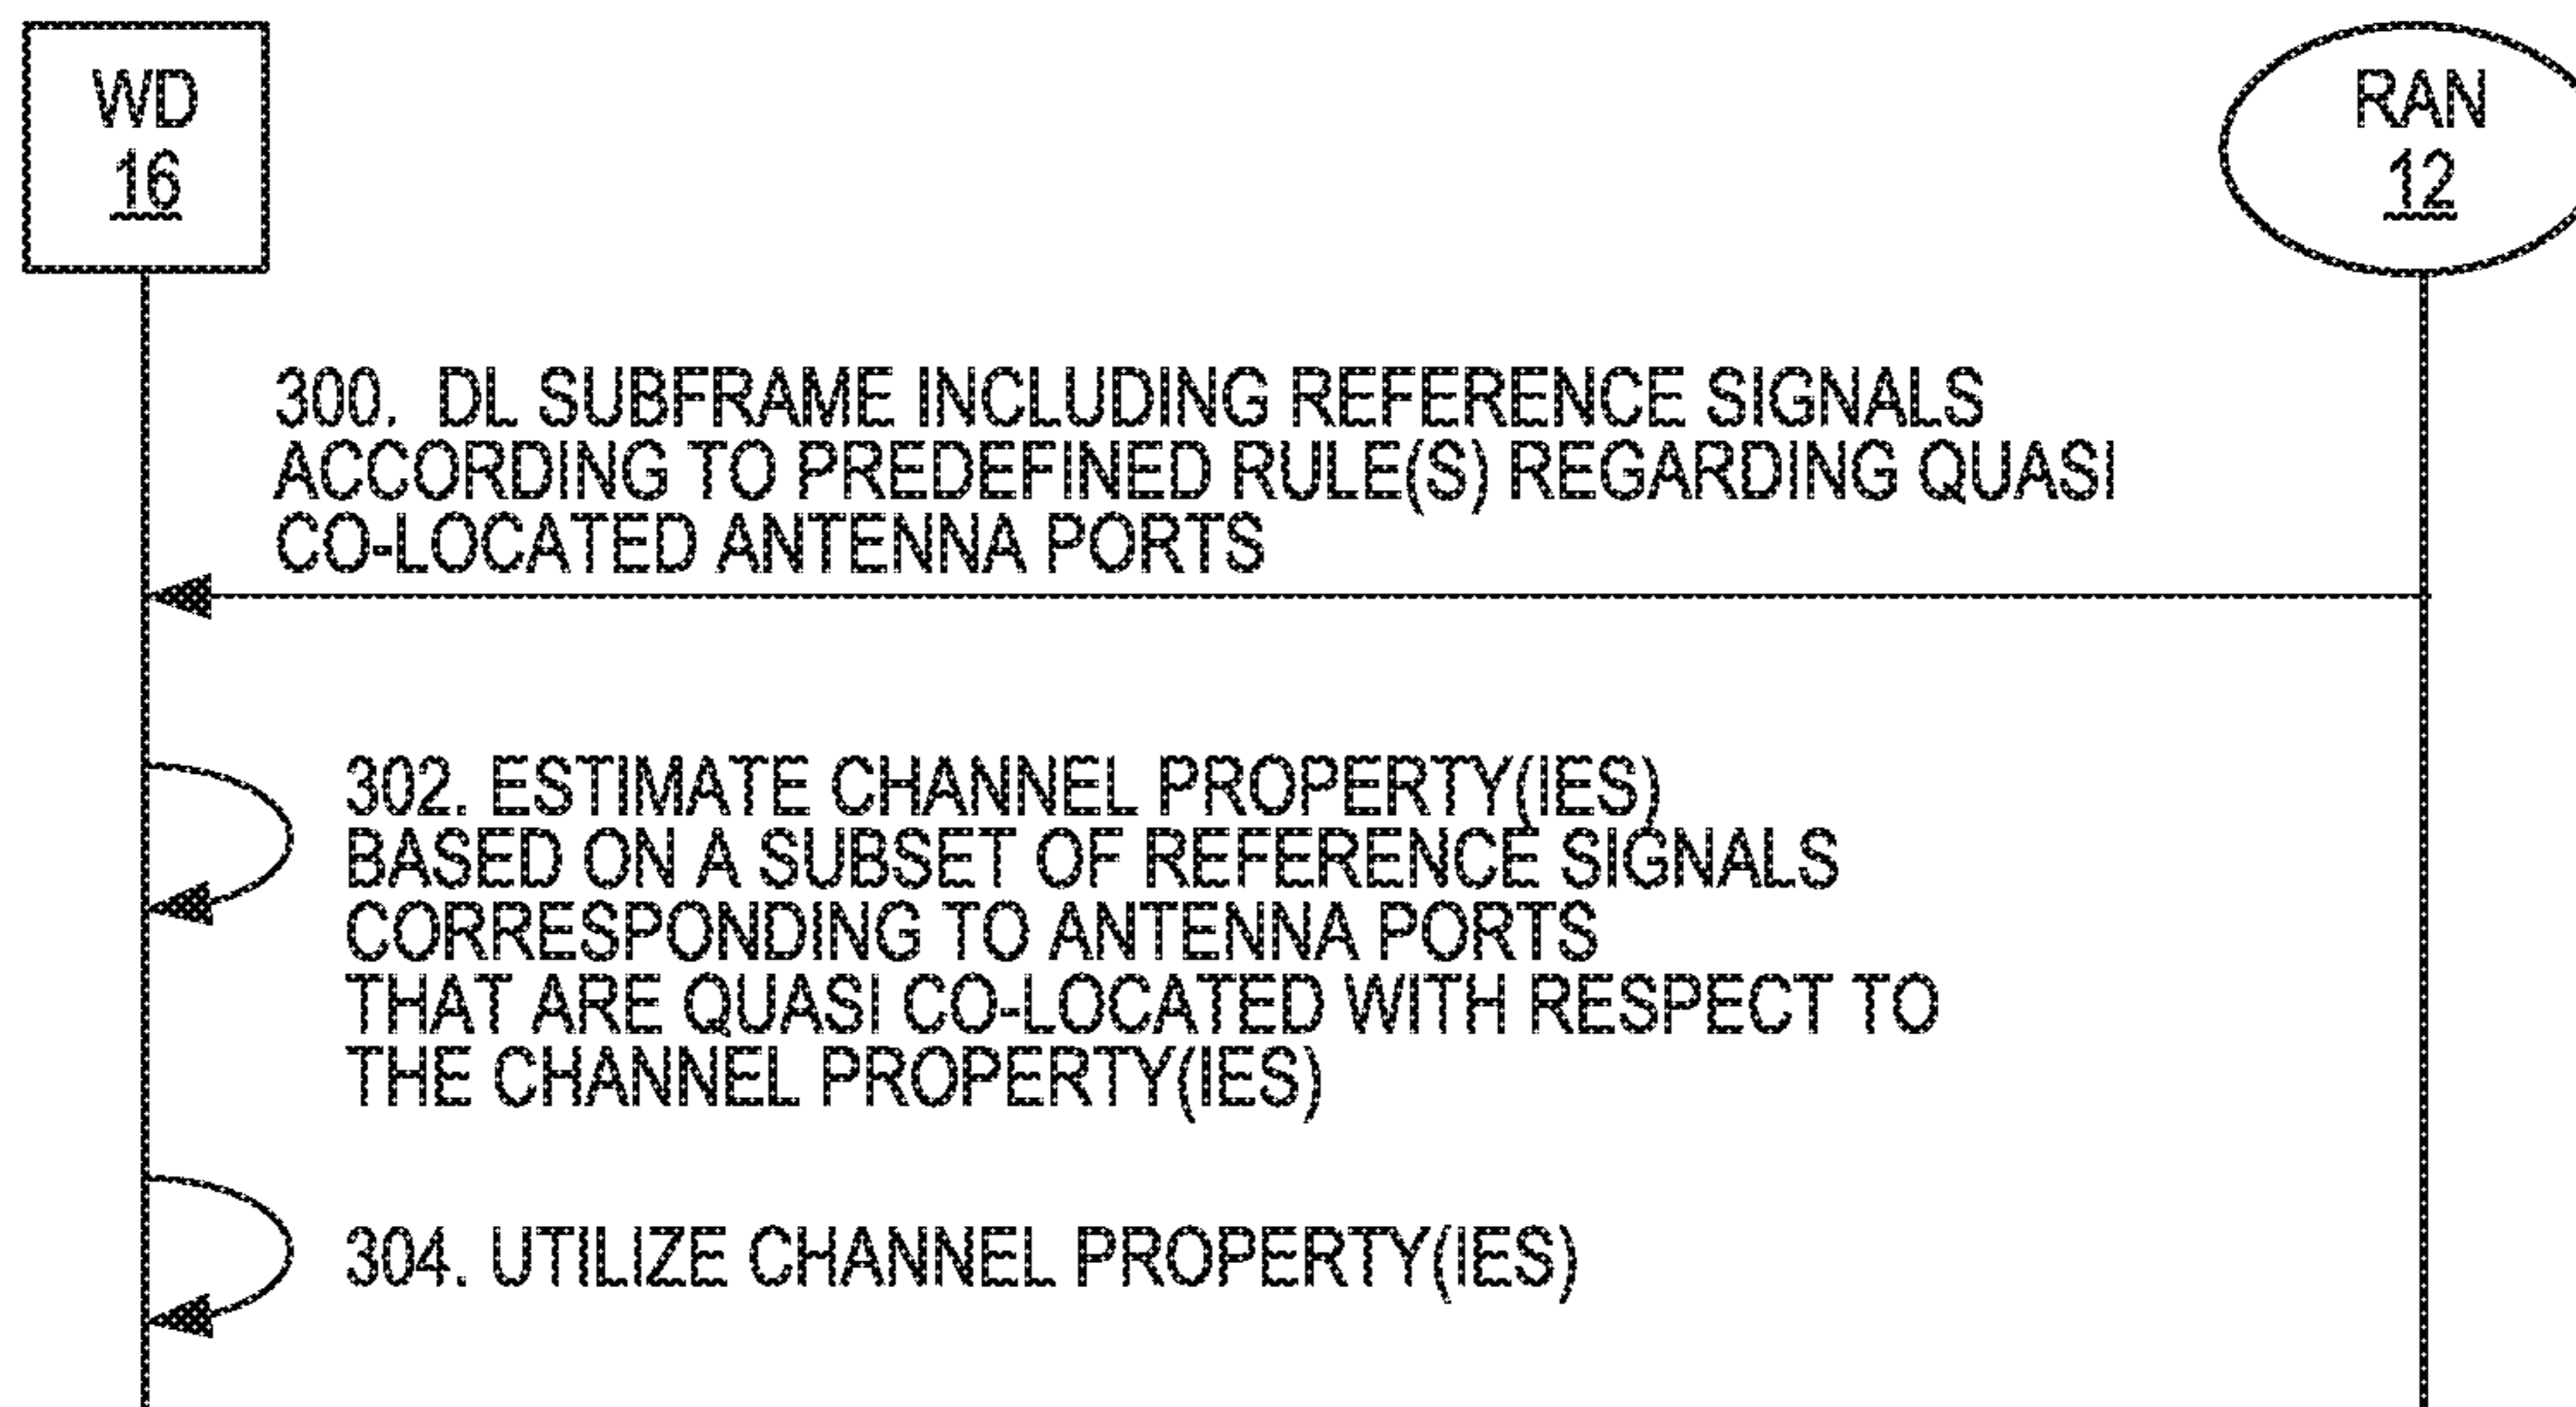 WD
16
RAN
12
300. DL SUBFRAME INCLUDING REFERENCE SIGNALS
ACCORDING TO PREDEFINED RULE(S) REGARDING QUASI
CO-LOCATED ANTENNA PORTS
302. ESTIMATE CHANNEL PROPERTY(IES)
BASED ON A SUBSET OF REFERENCE SIGNALS
CORRESPONDING TO ANTENNA PORTS
THAT ARE QUASI CO-LOCATED WITH RESPECT TO
THE CHANNEL PROPERTY(IES)
304. UTILIZE CHANNEL PROPERTY(IES)